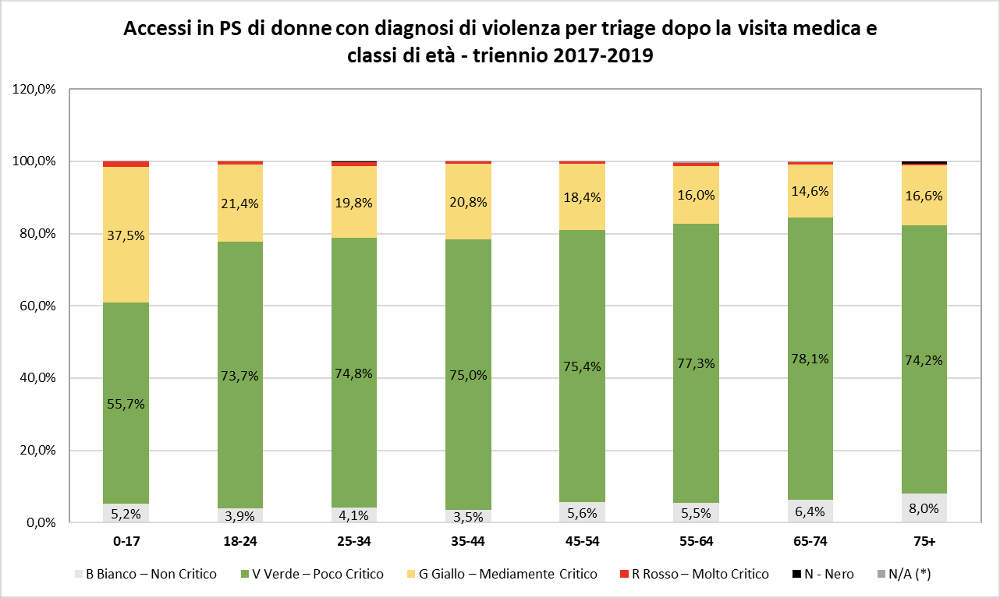 Accessi in PS di donne con diagnosi di violenza per triage dopo la visita medica e
classi di età - triennio 2017-2019
120,0%
100,0%
80,0%
60,0%
40,0%
20,0%
0,0%
37,5% 21,4% 19,8% 20,8% 18,4% 16,0% 14,6% 16,6%
55,7% 73,7% 74,8% 75,0% 75,4% 77,3% 78,1% 74,2%
5,2% 3,9% 4,1% 3,5% 5,6% 5,5% 6,4% 8,0%
0-17 18-24 25-34 35-44 45-54 55-64 65-74 75+
B Bianco – Non Critico V Verde – Poco Critico G Giallo – Mediamente Critico R Rosso – Molto Critico N - Nero N/A (*)